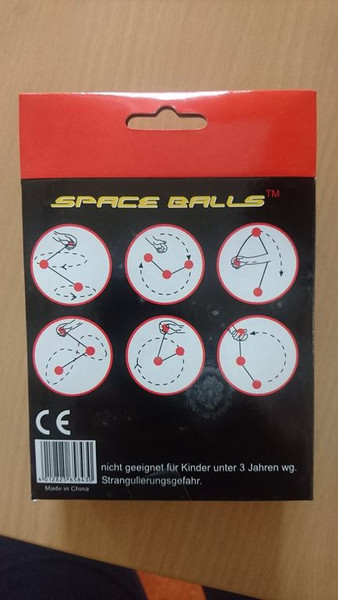 SPACE BALLS™
CE
nicht geeignet für Kinder unter 3 Jahren wg.
Strangulierungsgefahr.
Made in China